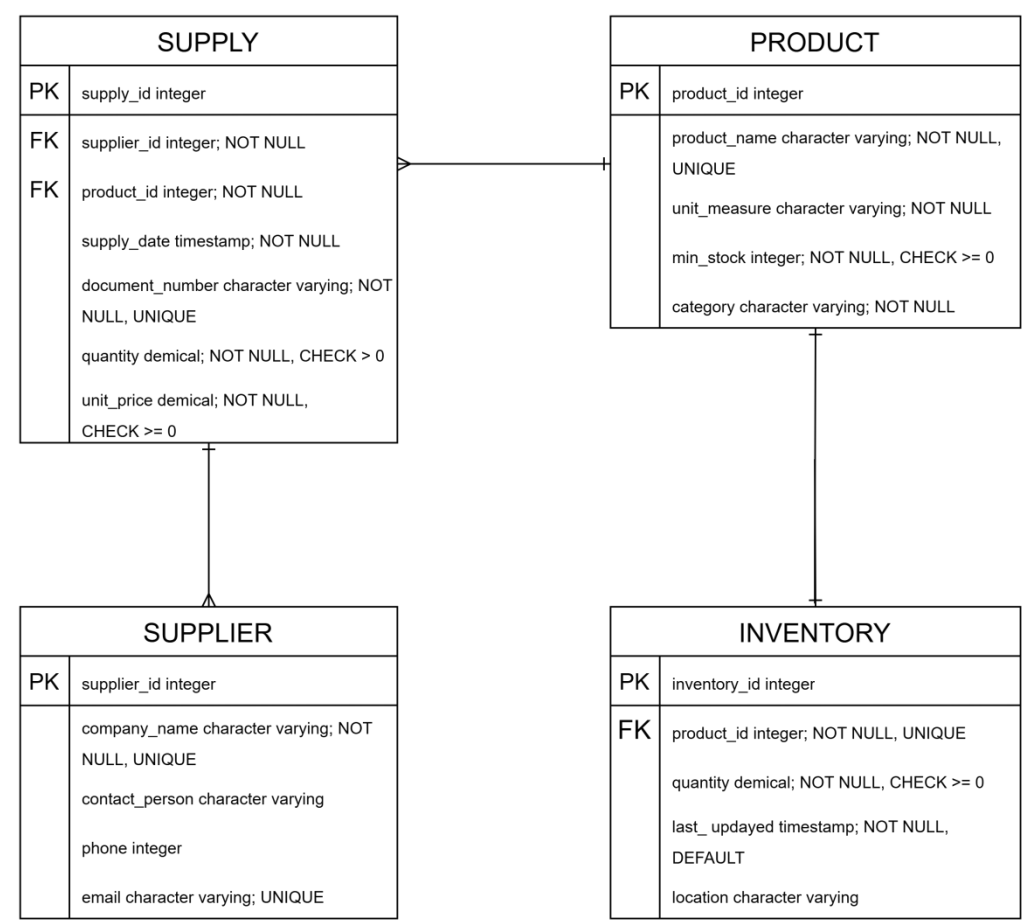 SUPPLY
PK
supply_id integer
FK
supplier_id integer; NOT NULL
FK
product_id integer; NOT NULL
supply_date timestamp; NOT NULL
document_number character varying; NOT
NULL, UNIQUE
quantity demical; NOT NULL, CHECK > 0
unit_price demical; NOT NULL,
CHECK >= 0
PRODUCT
PK
product_id integer
product_name character varying; NOT NULL,
UNIQUE
unit_measure character varying; NOT NULL
min_stock integer; NOT NULL, CHECK >= 0
category character varying; NOT NULL
SUPPLIER
PK
supplier_id integer
company_name character varying; NOT
NULL, UNIQUE
contact_person character varying
phone integer
email character varying; UNIQUE
INVENTORY
PK
inventory_id integer
FK
product_id integer; NOT NULL, UNIQUE
quantity demical; NOT NULL, CHECK >= 0
last_ updayed timestamp; NOT NULL,
DEFAULT
location character varying